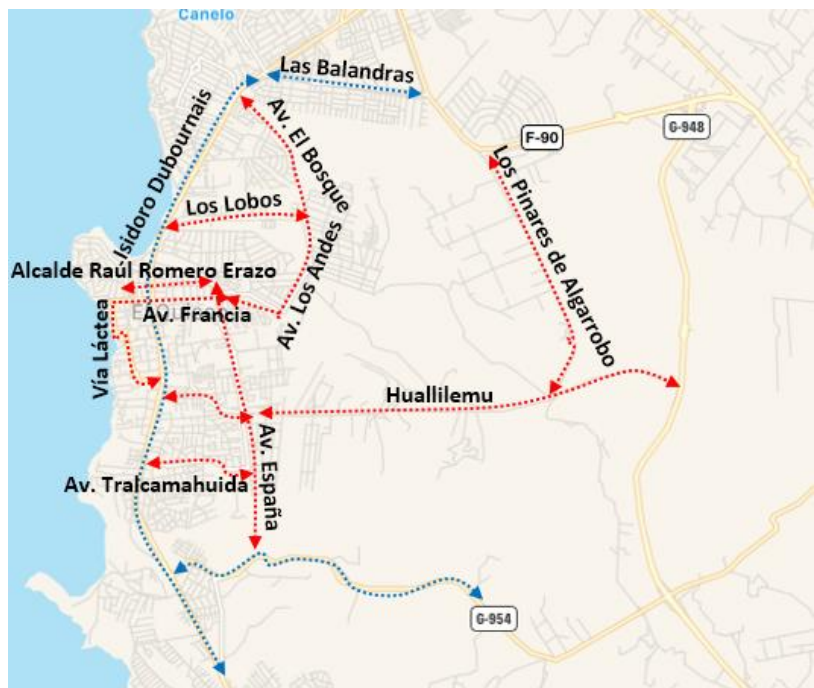 Canelo
Las Balandras
Av. El Bosque
F-90
G-948
Isidoro Dubournais
Los Pinares de Algarrobo
Los Lobos
Alcalde Raúl Romero Erazo
Av. Los Andes
Av. Francia
Vía Láctea
Huallilemu
Av. España
Av. Tralcamahuida
G-954